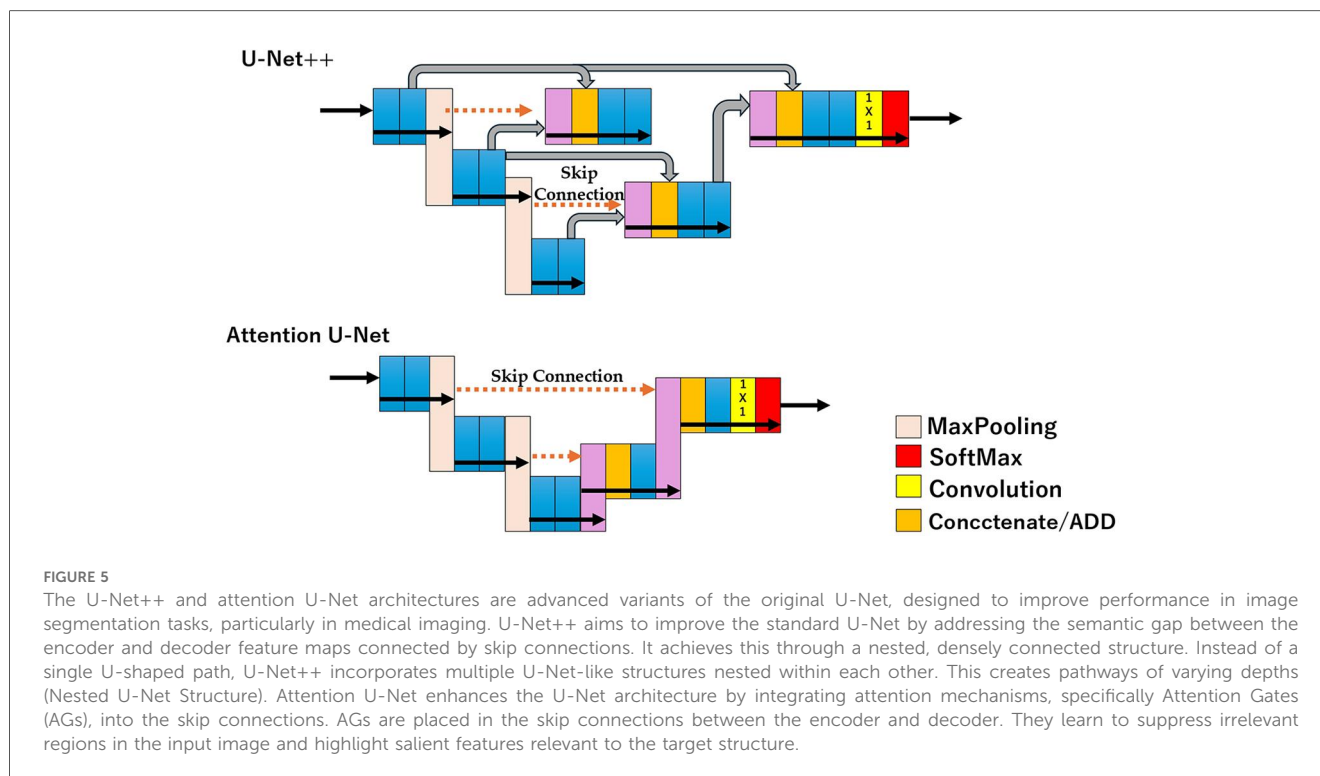 U-Net++
1
X
1
Skip
Connection
Attention U-Net
Skip Connection
1
X
1
MaxPooling
SoftMax
Convolution
Concctenate/ADD
FIGURE 5
The U-Net++ and attention U-Net architectures are advanced variants of the original U-Net, designed to improve performance in image
segmentation tasks, particularly in medical imaging. U-Net++ aims to improve the standard U-Net by addressing the semantic gap between the
encoder and decoder feature maps connected by skip connections. It achieves this through a nested, densely connected structure. Instead of a
single U-shaped path, U-Net++ incorporates multiple U-Net-like structures nested within each other. This creates pathways of varying depths
(Nested U-Net Structure). Attention U-Net enhances the U-Net architecture by integrating attention mechanisms, specifically Attention Gates
(AGs), into the skip connections. AGs are placed in the skip connections between the encoder and decoder. They learn to suppress irrelevant
regions in the input image and highlight salient features relevant to the target structure.